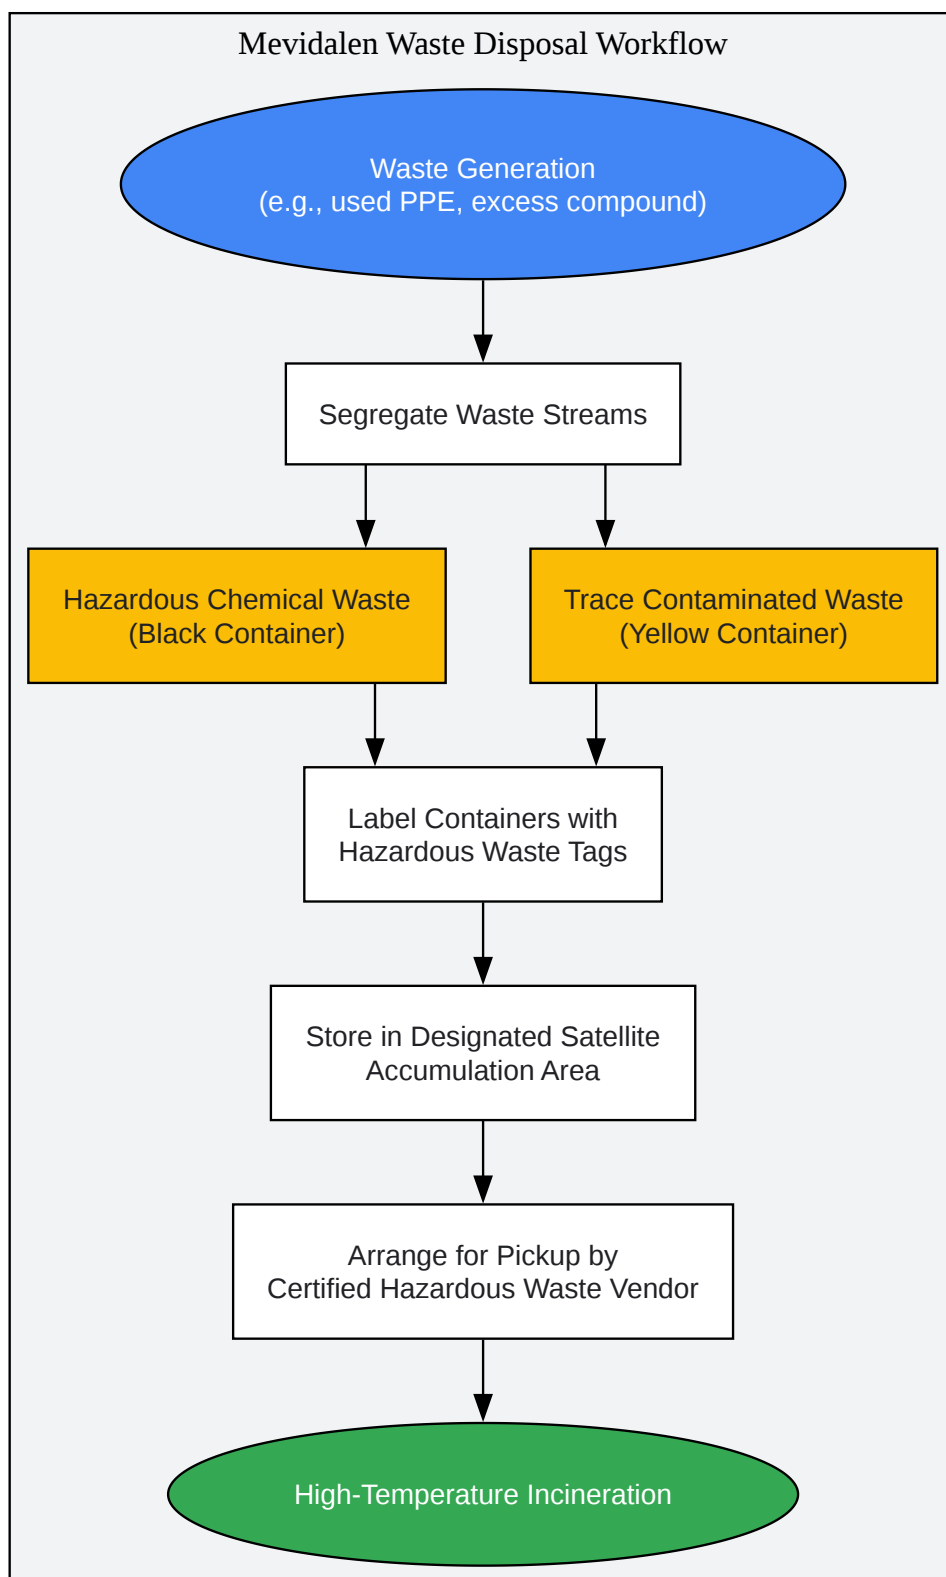 Mevidalen Waste Disposal Workflow
Waste Generation
(e.g., used PPE, excess compound)
Segregate Waste Streams
Hazardous Chemical Waste
(Black Container)
Trace Contaminated Waste
(Yellow Container)
Label Containers with
Hazardous Waste Tags
Store in Designated Satellite
Accumulation Area
Arrange for Pickup by
Certified Hazardous Waste Vendor
High-Temperature Incineration